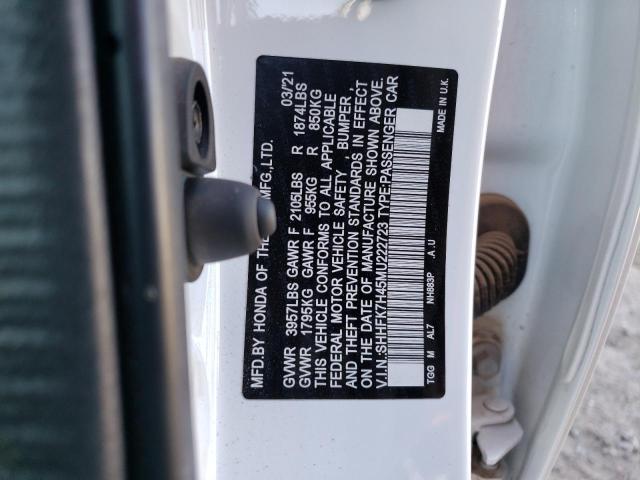 MFD.BY HONDA OF THE MFG.,LTD. 03/'21
GVWR 3957LBS GAWR F 2105LBS R 1874LBS
GVWR 1795KG GAWR F 955KG R 850KG
THIS VEHICLE CONFORMS TO ALL APPLICABLE
FEDERAL MOTOR VEHICLE SAFETY , BUMPER ,
AND THEFT PREVENTION STANDARDS IN EFFECT
ON THE DATE OF MANUFACTURE SHOWN ABOVE.
V.I.N.:SHHFK7H45MU222723 TYPE:PASSENGER CAR
TGG M AL7 NH883P .A.U MADE IN U.K.